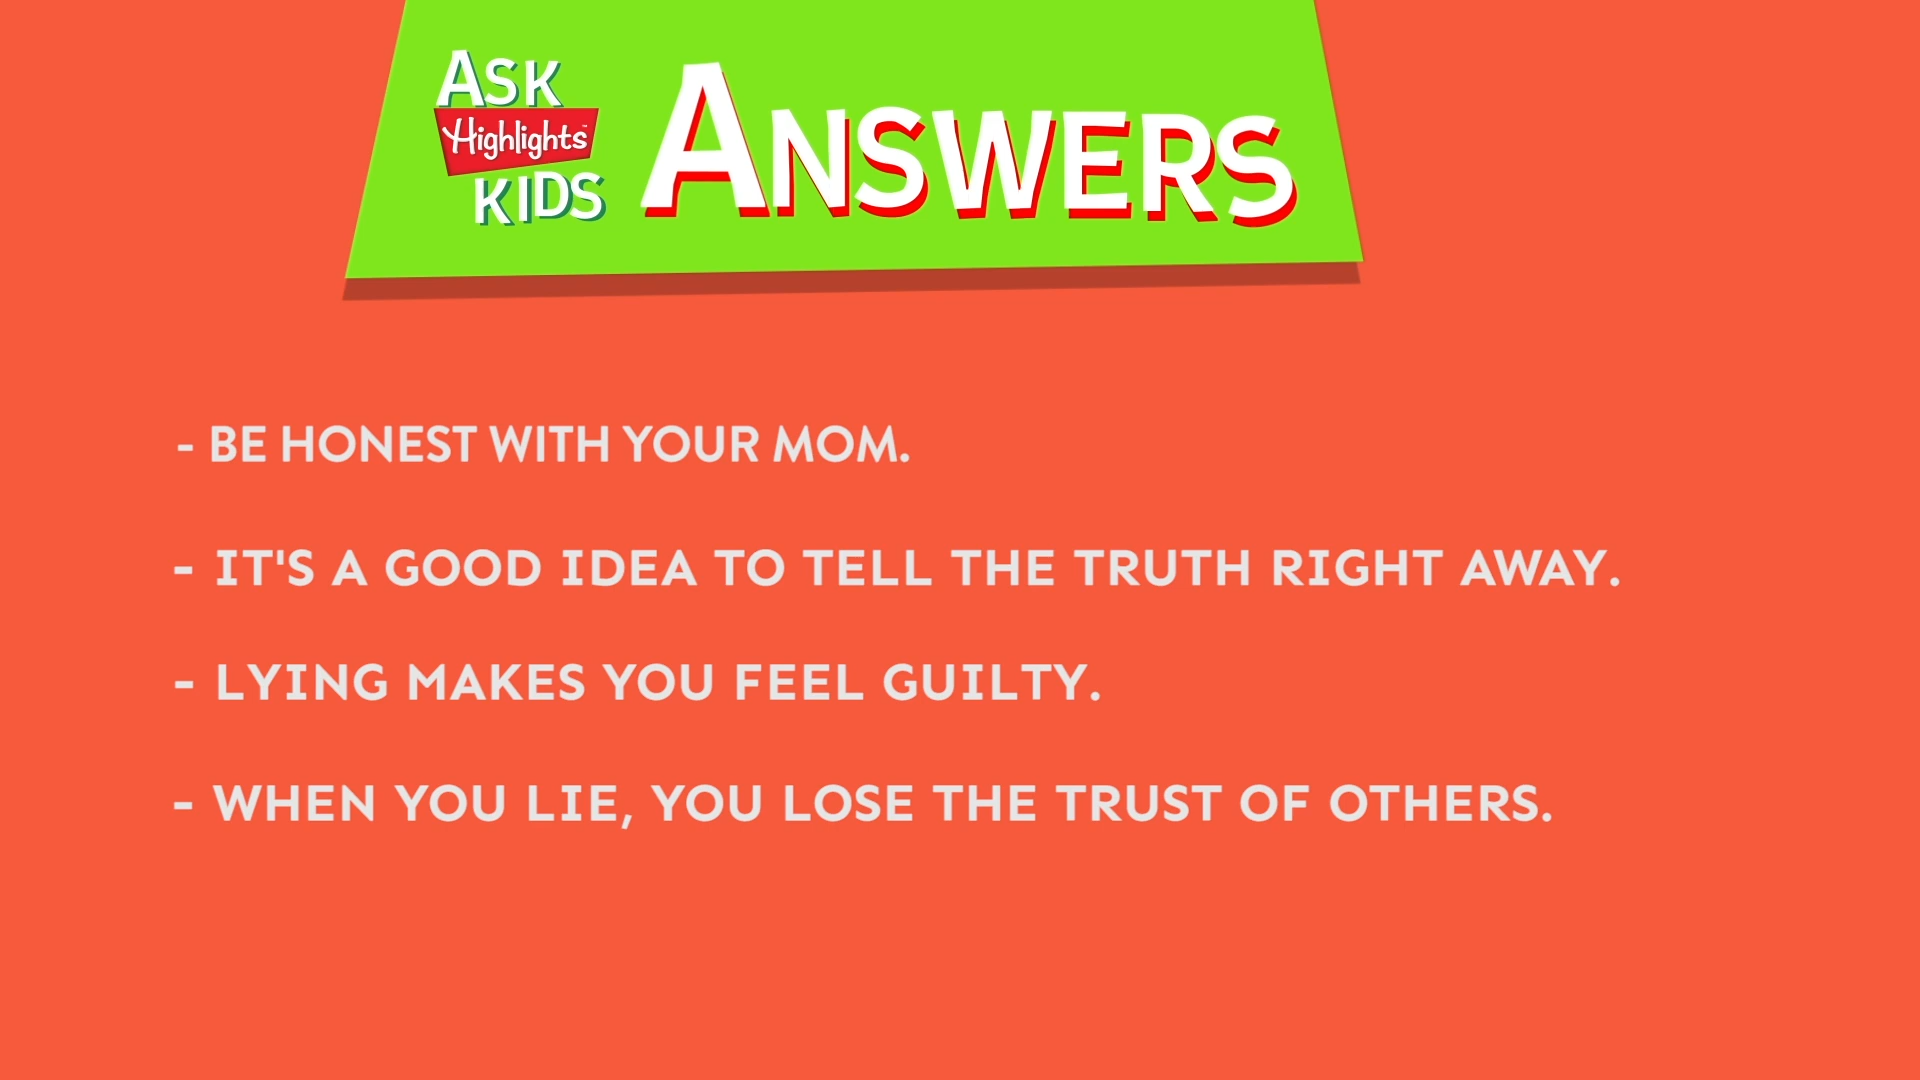 ASK
Highlights™
KIDS
ANSWERS
- BE HONEST WITH YOUR MOM.
- IT'S A GOOD IDEA TO TELL THE TRUTH RIGHT AWAY.
- LYING MAKES YOU FEEL GUILTY.
- WHEN YOU LIE, YOU LOSE THE TRUST OF OTHERS.